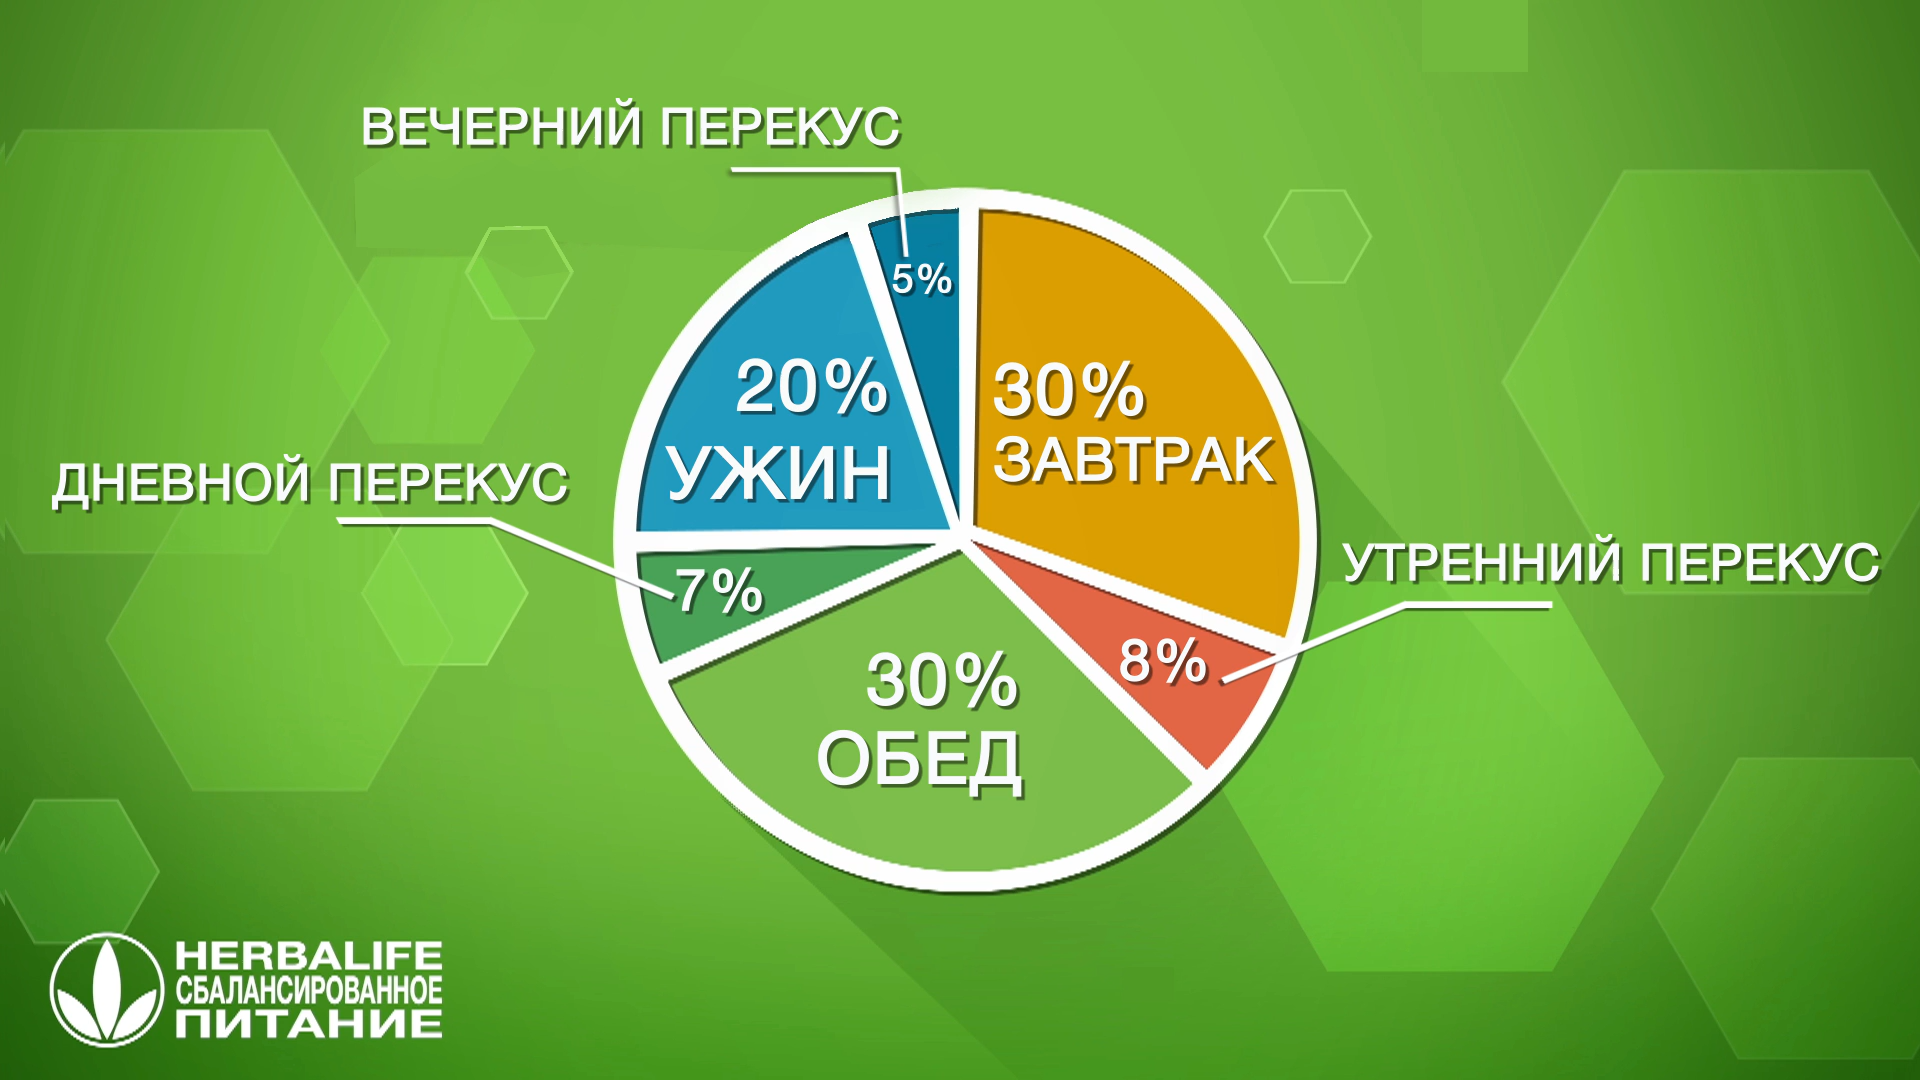 ВЕЧЕРНИЙ ПЕРЕКУС
5%
20%
УЖИН
30%
ЗАВТРАК
ДНЕВНОЙ ПЕРЕКУС
7%
УТРЕННИЙ ПЕРЕКУС
8%
30%
ОБЕД
HERBALIFE
СБАЛАНСИРОВАННОЕ
ПИТАНИЕ